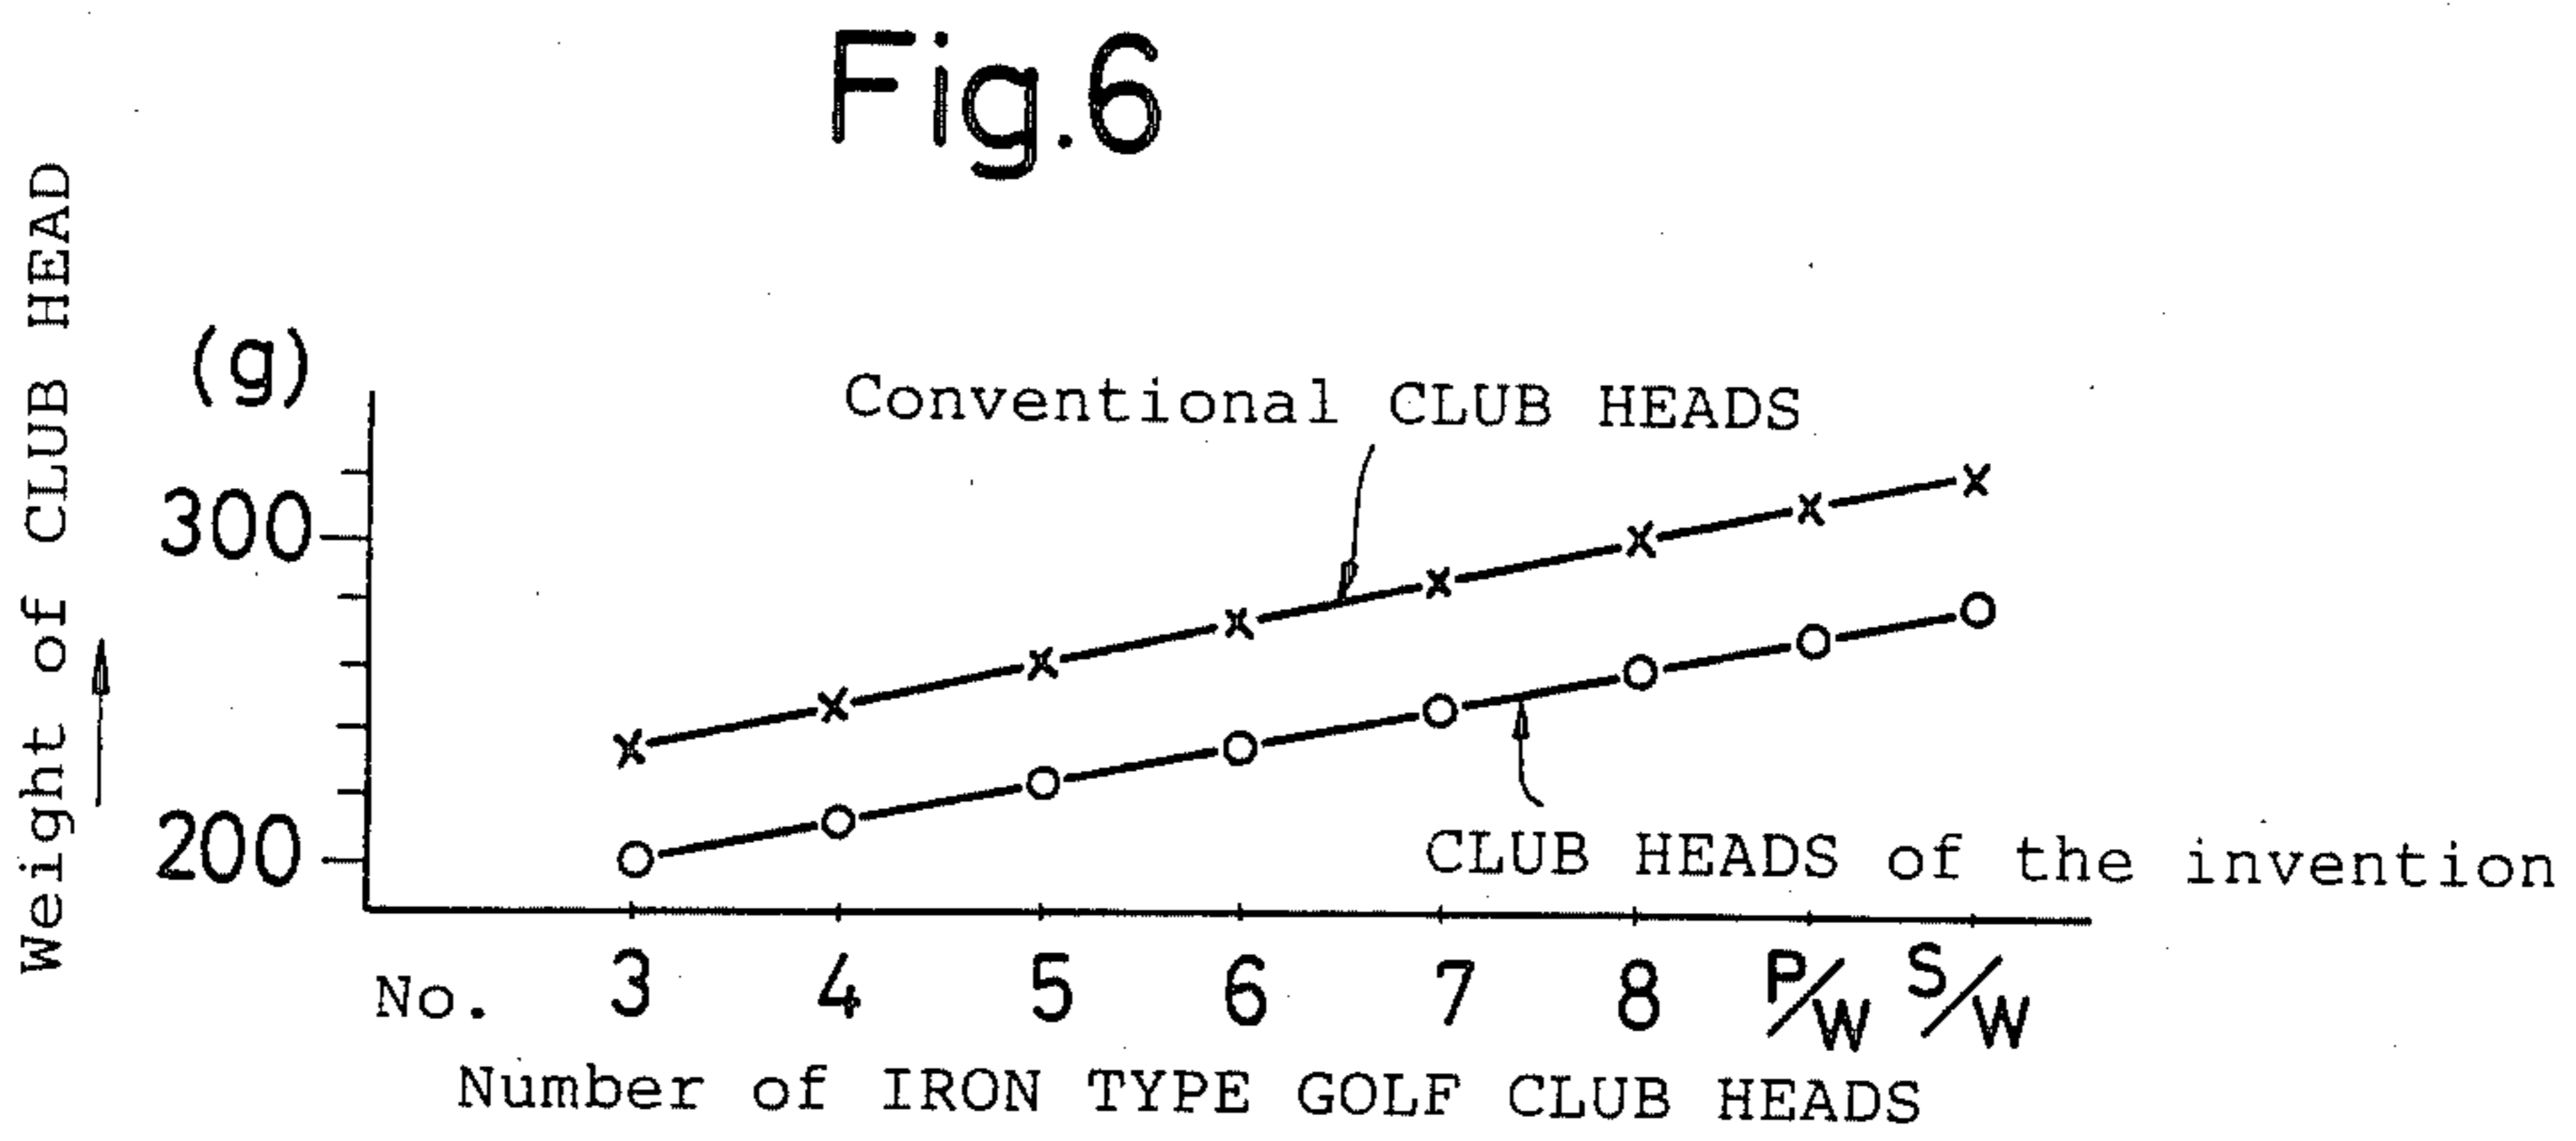 Fig.6
Weight of CLUB HEAD
(g)
Conventional CLUB HEADS
300
200
CLUB HEADS of the invention
No. 3 4 5 6 7 8 P/W S/W
Number of IRON TYPE GOLF CLUB HEADS